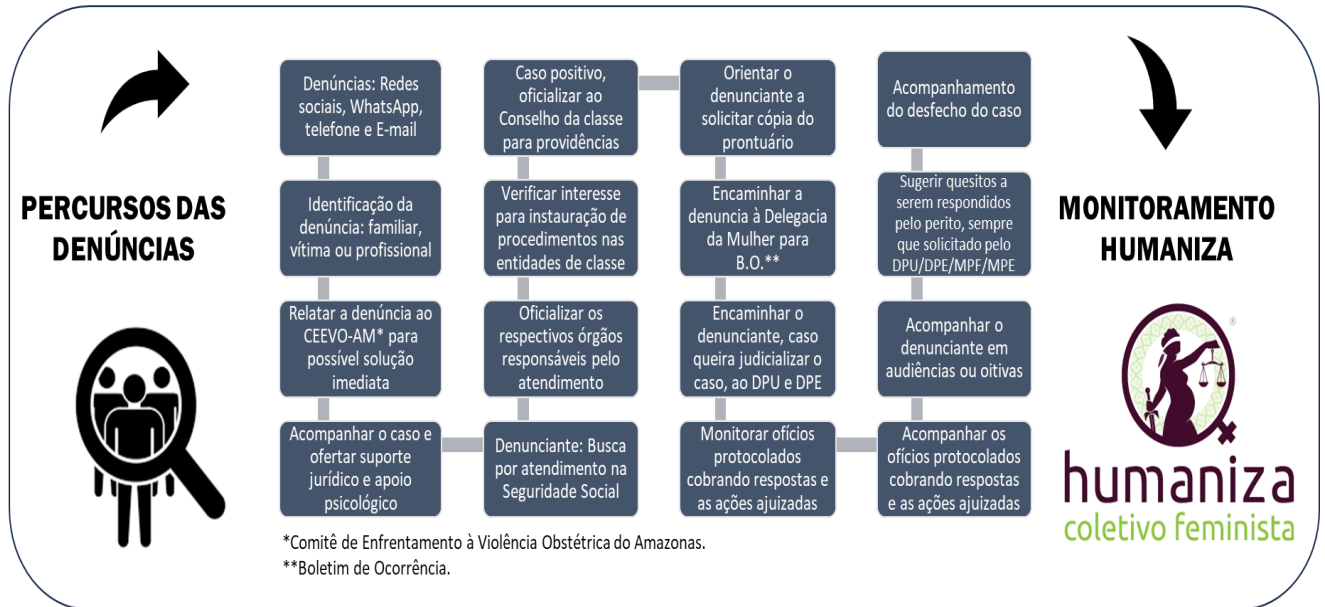 PERCURSOS DAS
DENÚNCIAS
Denúncias: Redes
sociais, WhatsApp,
telefone e E-mail
Identificação da
denúncia: familiar,
vítima ou profissional
Relatar a denúncia ao
CEEVO-AM* para
possível solução
imediata
Acompanhar o caso e
ofertar suporte
jurídico e apoio
psicológico
Denunciante: Busca
por atendimento na
Seguridade Social
Oficializar os
respectivos órgãos
responsáveis pelo
atendimento
Verificar interesse
para instauração de
procedimentos nas
entidades de classe
Caso positivo,
oficializar ao
Conselho da classe
para providências
Orientar o
denunciante a
solicitar cópia do
prontuário
Encaminhar a
denuncia à Delegacia
da Mulher para
B.O.**
Encaminhar o
denunciante, caso
queira judicializar o
caso, ao DPU e DPE
Monitorar ofícios
protocolados
cobrando respostas e
as ações ajuizadas
Acompanhar os
ofícios protocolados
cobrando respostas
e as ações ajuizadas
Acompanhar o
denunciante em
audiências ou oitivas
Sugerir quesitos a
serem respondidos
pelo perito, sempre
que solicitado pelo
DPU/DPE/MPF/MPE
Acompanhamento
do desfecho do caso
MONITORAMENTO
HUMANIZA
®
humaniza
coletivo feminista
*Comitê de Enfrentamento à Violência Obstétrica do Amazonas.
**Boletim de Ocorrência.